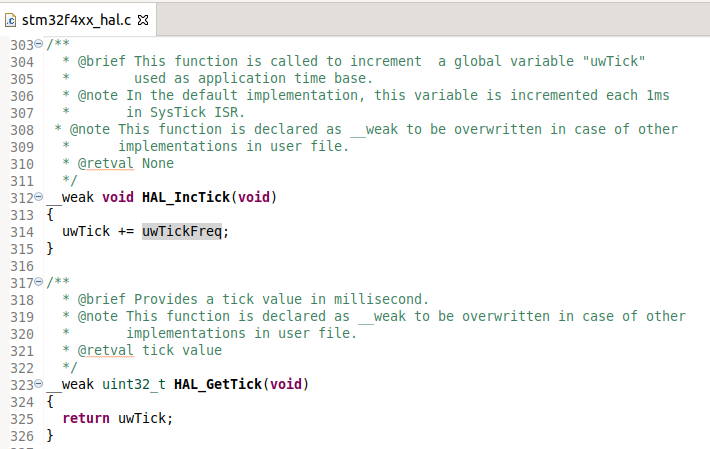 stm32f4xx_hal.c
303 /**
304   * @brief This function is called to increment  a global variable "uwTick"
305   *        used as application time base.
306   * @note In the default implementation, this variable is incremented each 1ms
307   *       in SysTick ISR.
308  * @note This function is declared as __weak to be overwritten in case of other
309   *      implementations in user file.
310   * @retval None
311   */
312 __weak void HAL_IncTick(void)
313 {
314   uwTick += uwTickFreq;
315 }
316
317 /**
318   * @brief Provides a tick value in millisecond.
319   * @note This function is declared as __weak to be overwritten in case of other
320   *       implementations in user file.
321   * @retval tick value
322   */
323 __weak uint32_t HAL_GetTick(void)
324 {
325   return uwTick;
326 }